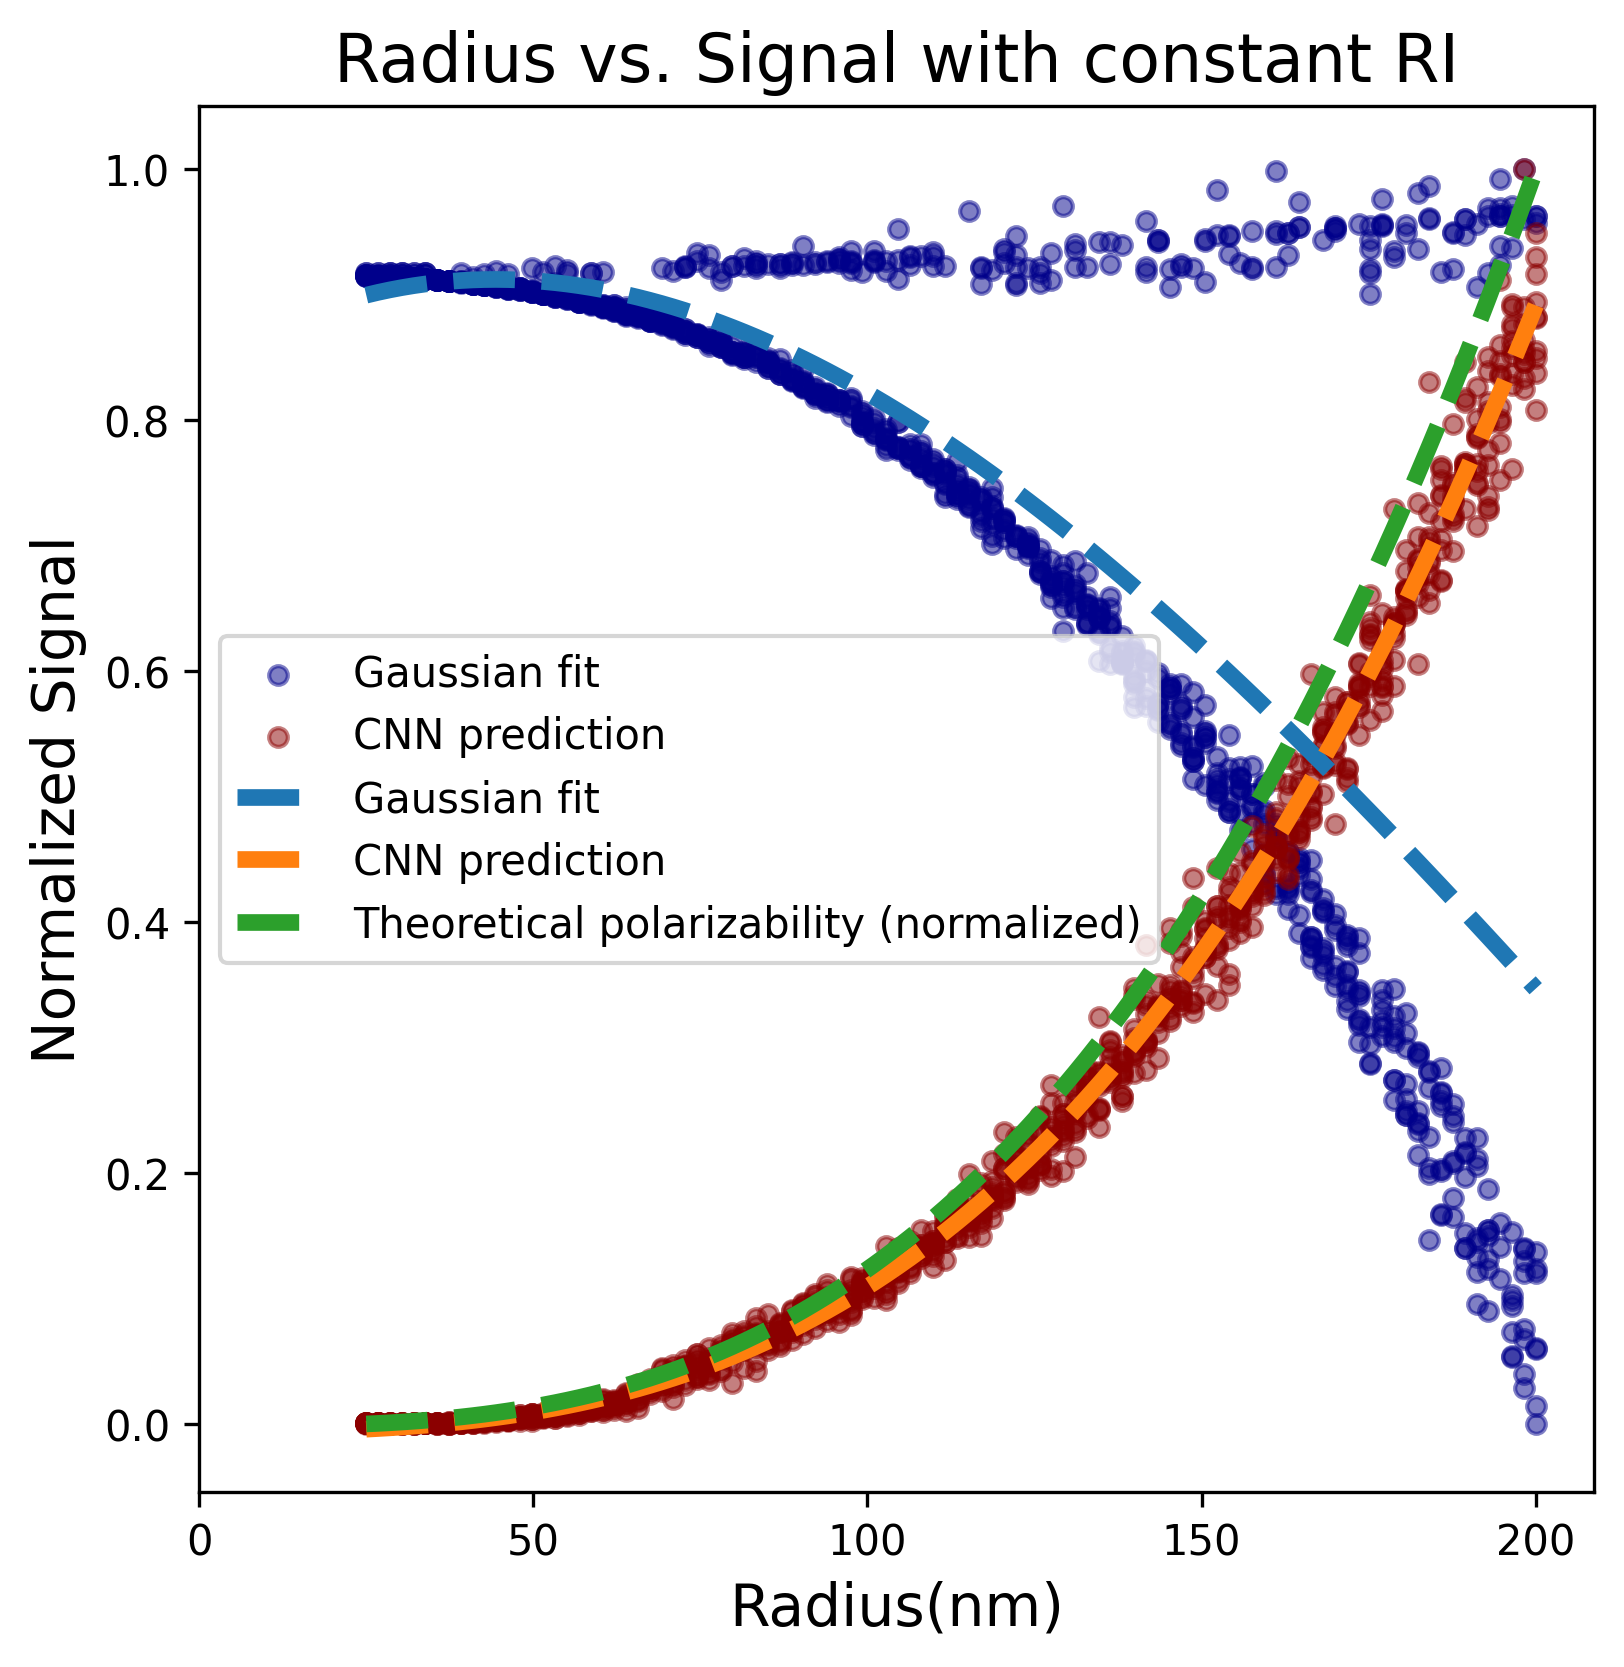 Radius vs. Signal with constant RI
Normalized Signal
1.0
0.8
0.6
0.4
0.2
0.0
Gaussian fit
CNN prediction
Gaussian fit
CNN prediction
Theoretical polarizability (normalized)
0 50 100 150 200
Radius(nm)